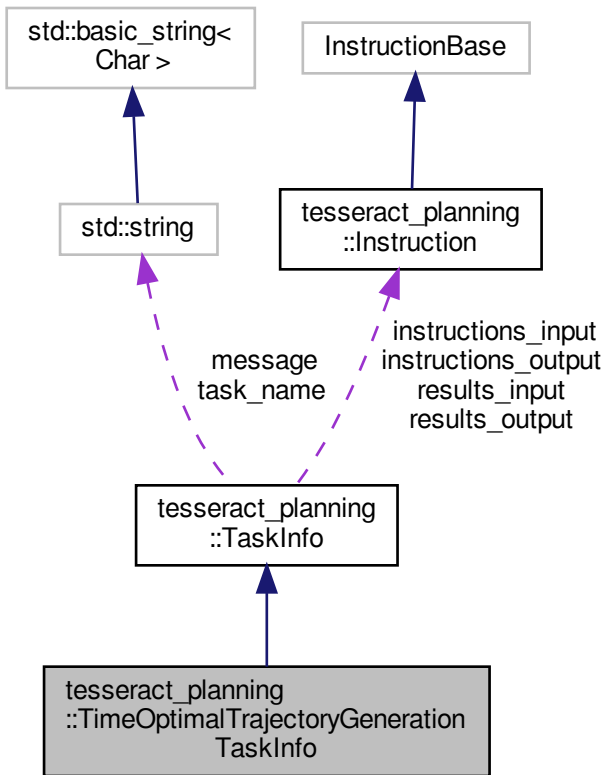 std::basic_string<
Char >
InstructionBase
std::string
tesseract_planning
::Instruction
message
task_name
instructions_input
instructions_output
results_input
results_output
tesseract_planning
::TaskInfo
tesseract_planning
::TimeOptimalTrajectoryGeneration
TaskInfo